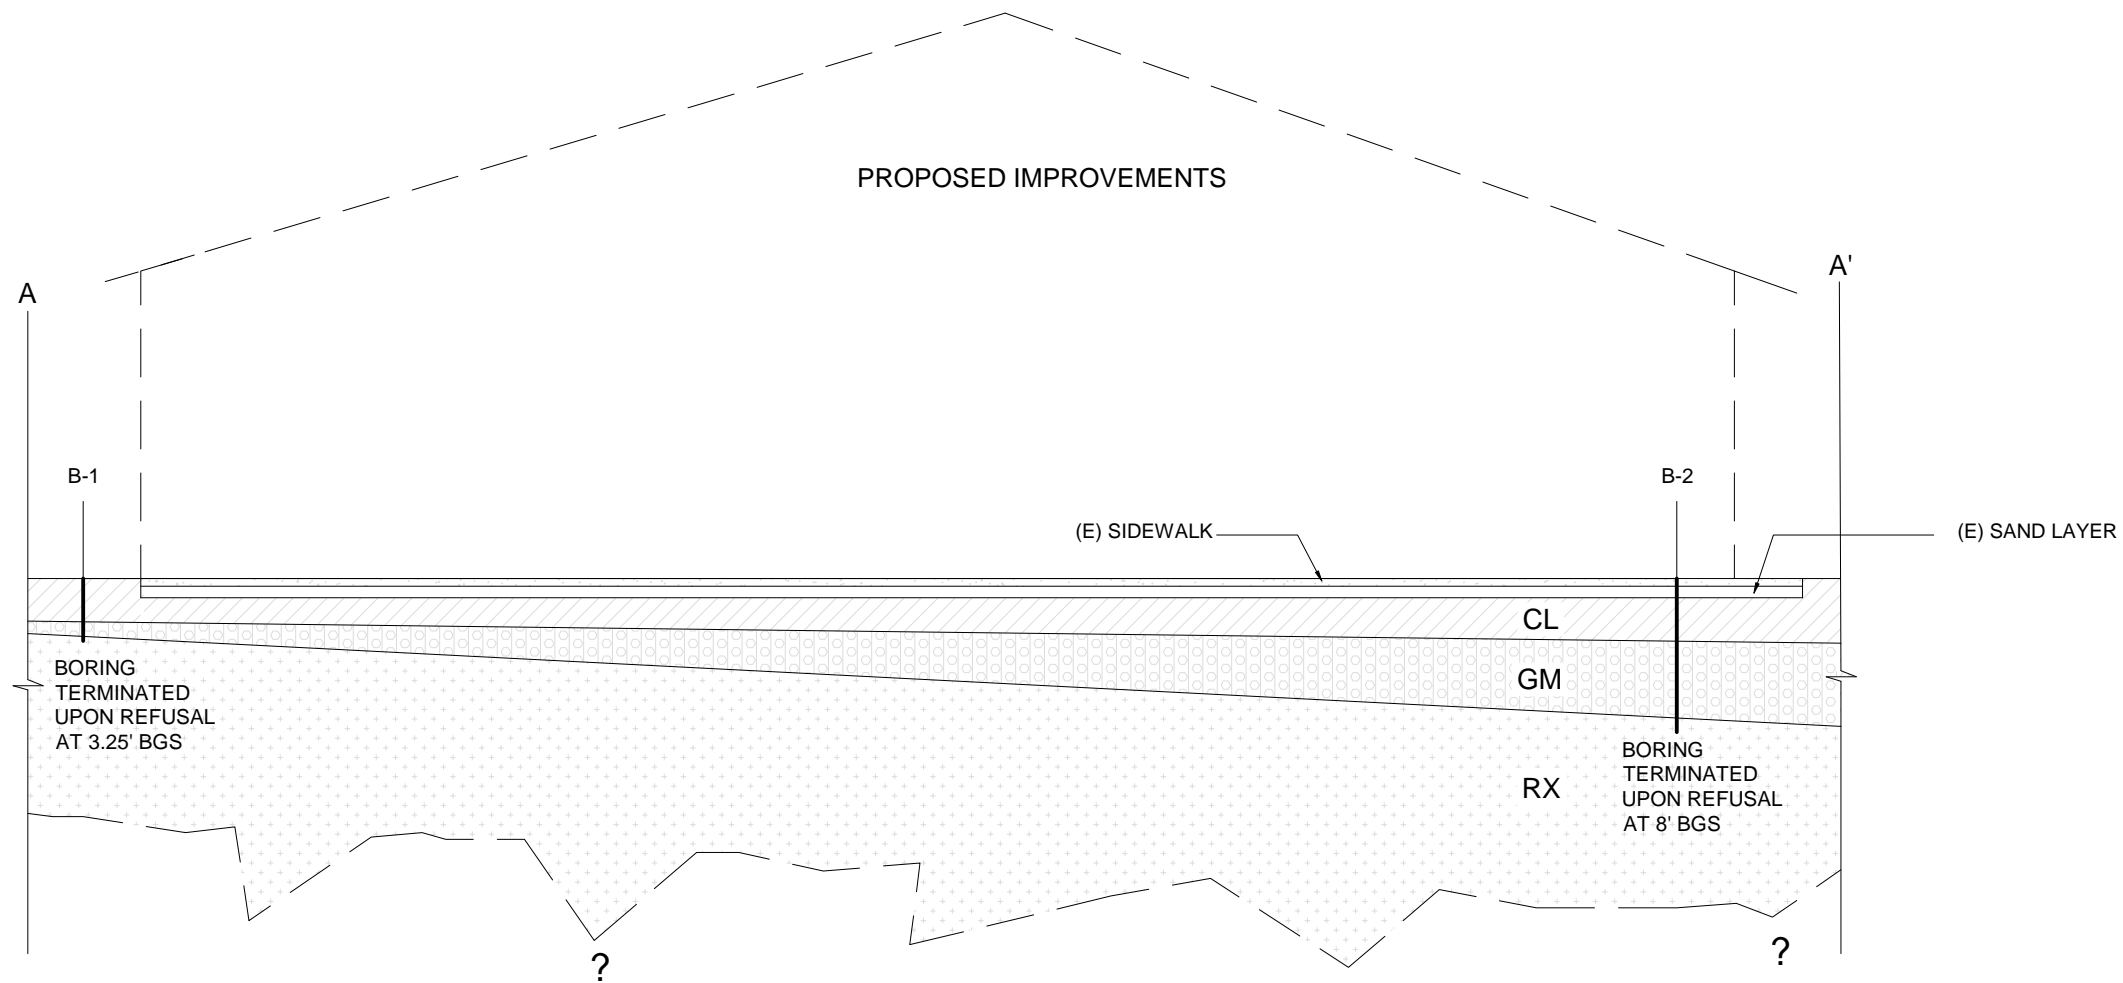 PROPOSED IMPROVEMENTS
A
A'
B-1
B-2
(E) SIDEWALK
(E) SAND LAYER
CL
GM
RX
BORING
TERMINATED
UPON REFUSAL
AT 3.25' BGS
BORING
TERMINATED
UPON REFUSAL
AT 8' BGS
?
?